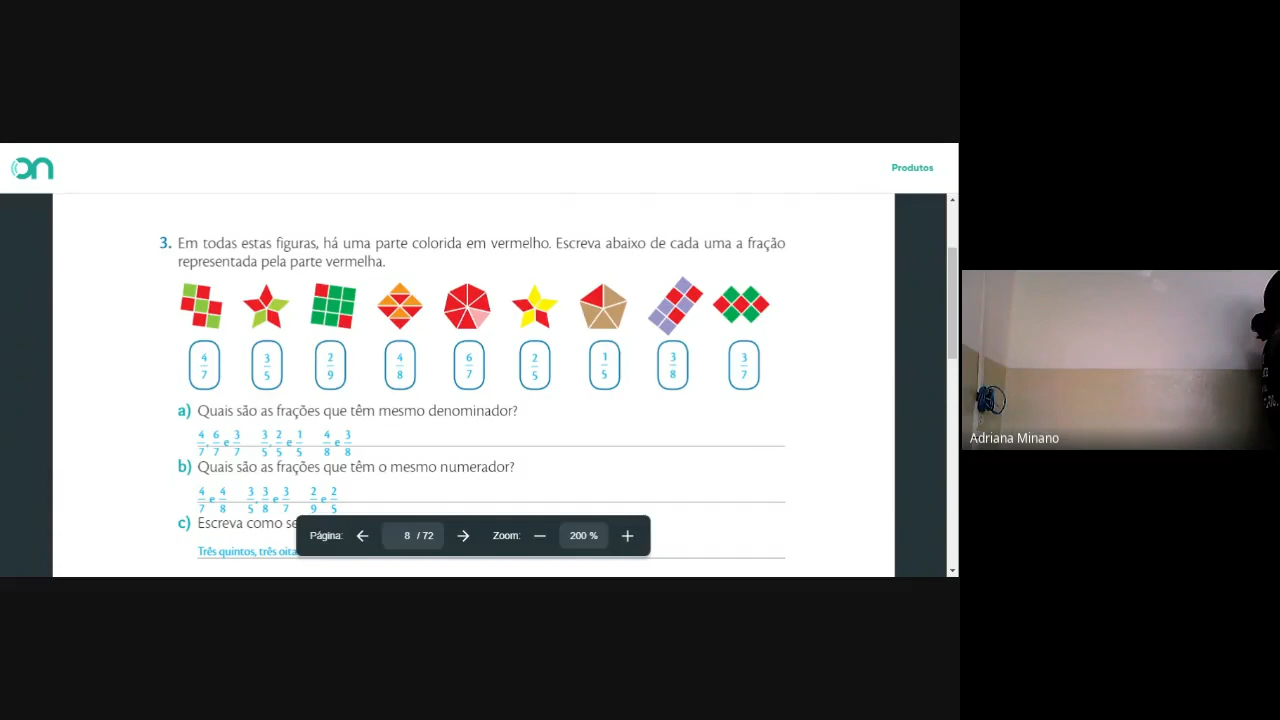 on
Produtos
3. Em todas estas figuras, há uma parte colorida em vermelho. Escreva abaixo de cada uma a fração
representada pela parte vermelha.
4/7 3/5 2/9 4/8 6/7 2/5 1/5 3/8 3/7
a) Quais são as frações que têm mesmo denominador?
4/7, 6/7 e 3/7 3/5, 2/5 e 1/5 4/8 e 3/8
b) Quais são as frações que têm o mesmo numerador?
4/7 e 4/8 3/5, 3/8 e 3/7 2/9 e 2/5
c) Escreva como se
Três quintos, três oita
Página: 8 / 72 Zoom: 200 %
Adriana Minano